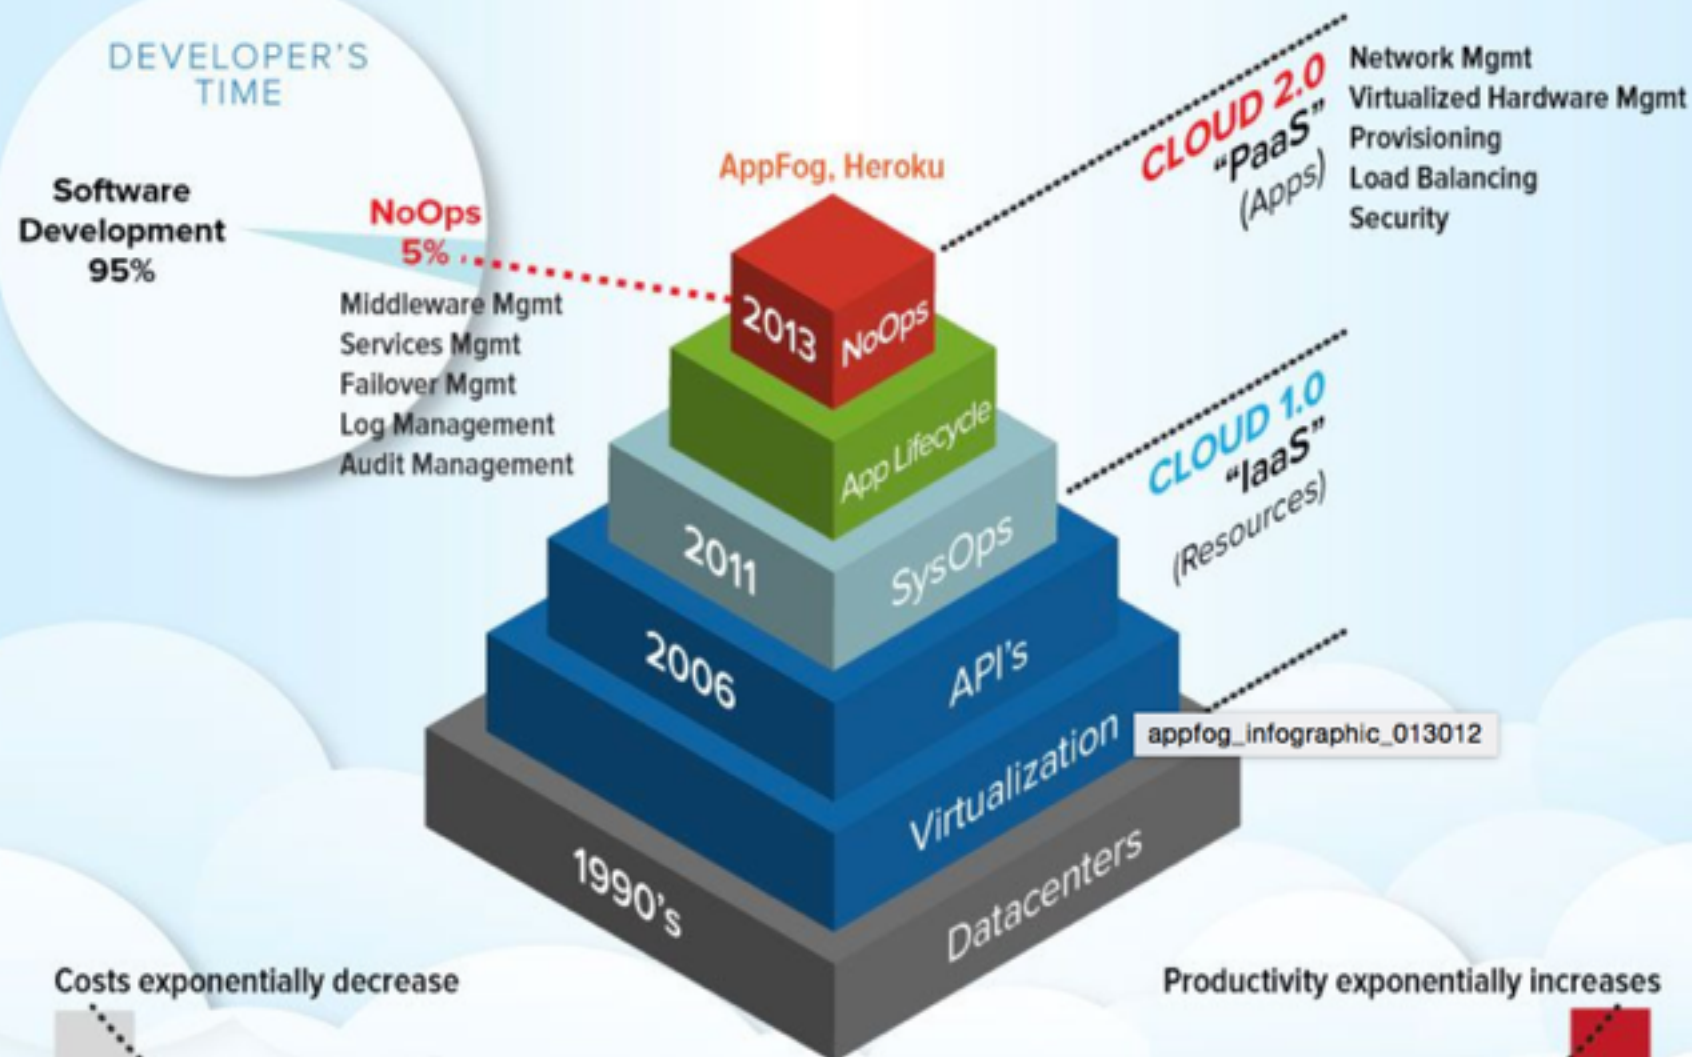 DEVELOPER'S
TIME
Software
Development
95%
NoOps
5%
Middleware Mgmt
Services Mgmt
Failover Mgmt
Log Management
Audit Management
AppFog, Heroku
2013
NoOps
App Lifecycle
2011
SysOps
2006
API's
Virtualization
1990's
Datacenters
CLOUD 2.0
"PaaS"
(Apps)
Network Mgmt
Virtualized Hardware Mgmt
Provisioning
Load Balancing
Security
CLOUD 1.0
"IaaS"
(Resources)
appfog_infographic_013012
Costs exponentially decrease
Productivity exponentially increases